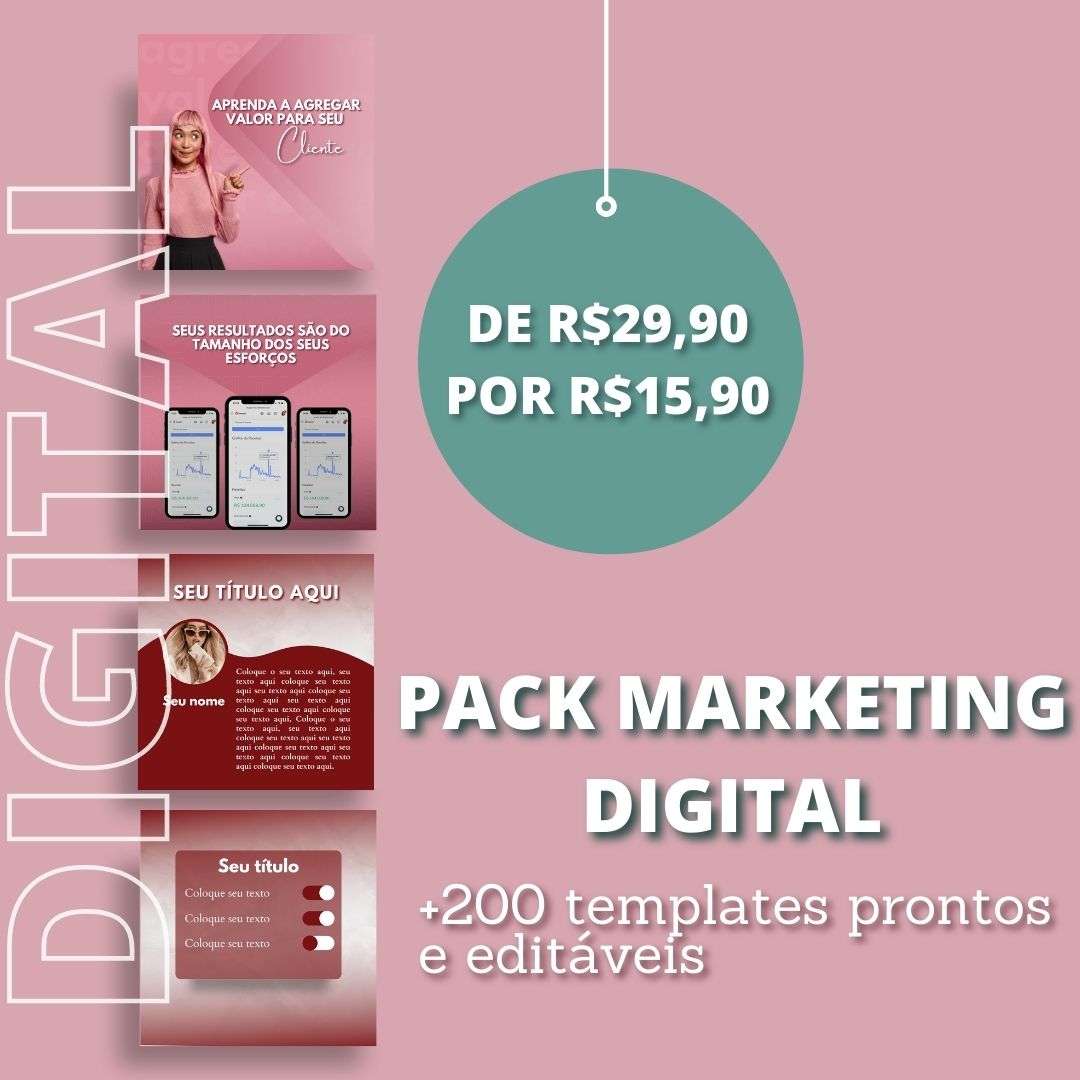 DIGITAL
APRENDA A AGREGAR
VALOR PARA SEU
Cliente
SEUS RESULTADOS SÃO DO
TAMANHO DOS SEUS
ESFORÇOS
SEU TÍTULO AQUI
Seu nome
Coloque o seu texto aqui, seu
texto aqui coloque seu texto
aqui seu texto aqui coloque seu
texto aqui seu texto aqui
coloque seu texto aqui coloque
seu texto aqui, Coloque o seu
texto aqui, seu texto aqui
coloque seu texto aqui seu texto
aqui coloque seu texto aqui seu
texto aqui coloque seu texto
aqui coloque seu texto aqui.
Seu título
Coloque seu texto
Coloque seu texto
Coloque seu texto
DE R$29,90
POR R$15,90
PACK MARKETING
DIGITAL
+200 templates prontos
e editáveis